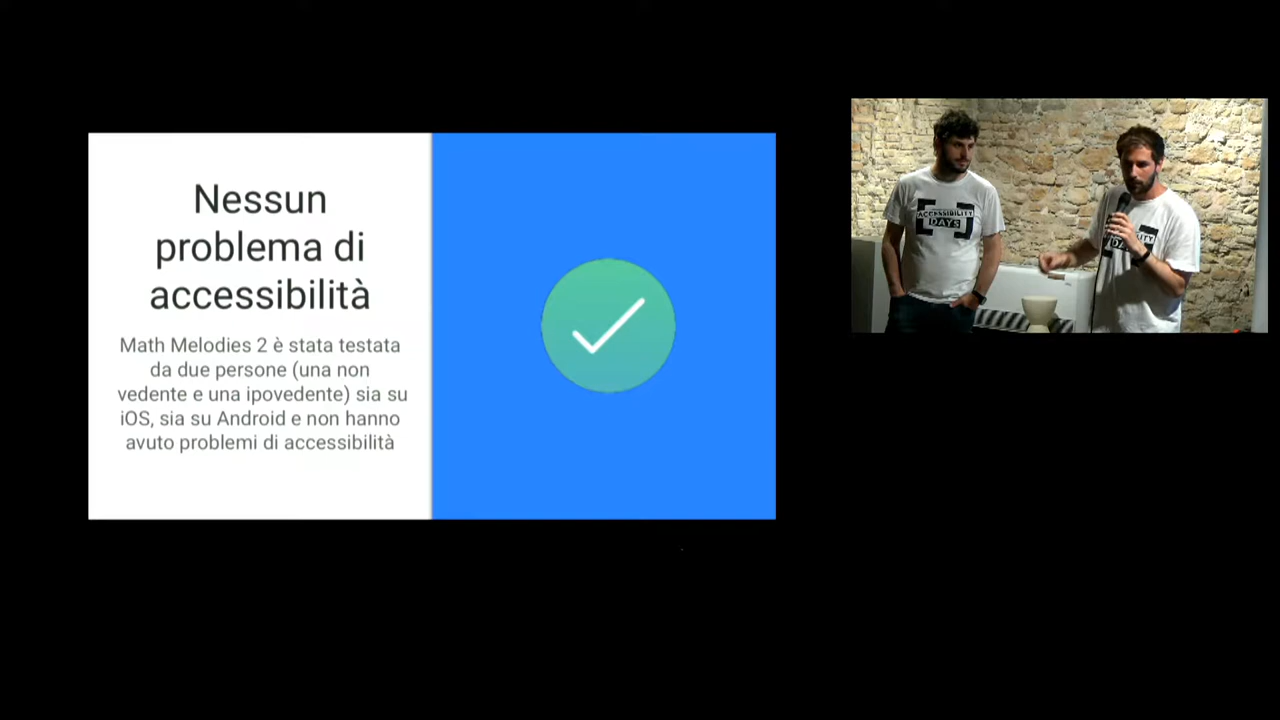 Nessun
problema di
accessibilità
Math Melodies 2 è stata testata
da due persone (una non
vedente e una ipovedente) sia su
iOS, sia su Android e non hanno
avuto problemi di accessibilità
ACCESSIBILITY
DAYS